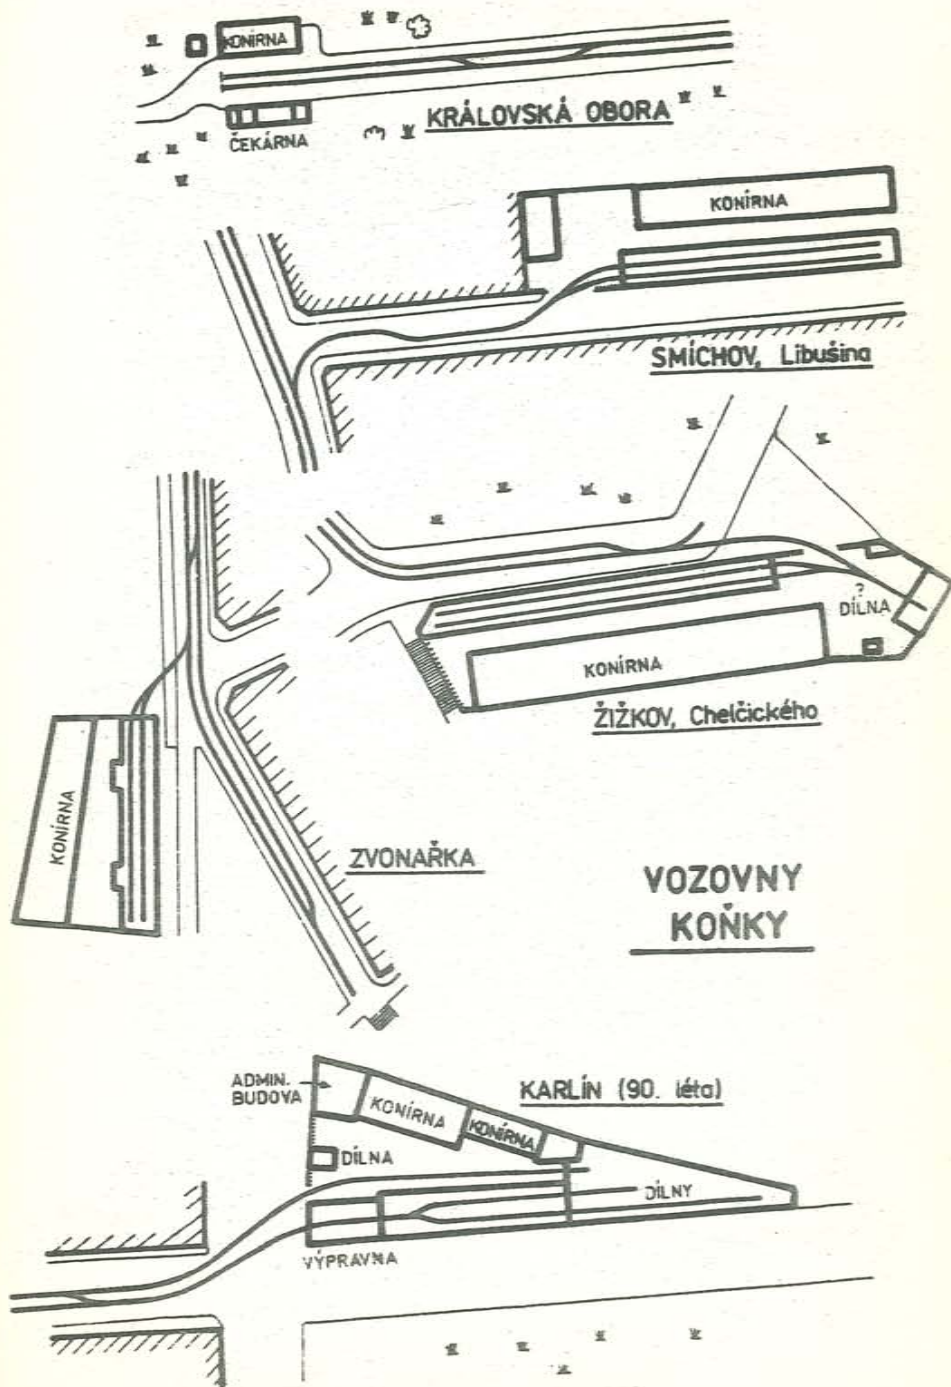 KONÍRNA
ČEKÁRNA
KRÁLOVSKÁ OBORA
KONÍRNA
SMÍCHOV, Libušina
?
DÍLNA
KONÍRNA
ŽIŽKOV, Chelčického
KONÍRNA
ZVONAŘKA
VOZOVNY
KOŇKY
ADMIN.
BUDOVA
KONÍRNA
KONÍRNA
KARLÍN (90. léta)
DÍLNA
DÍLNY
VÝPRAVNA